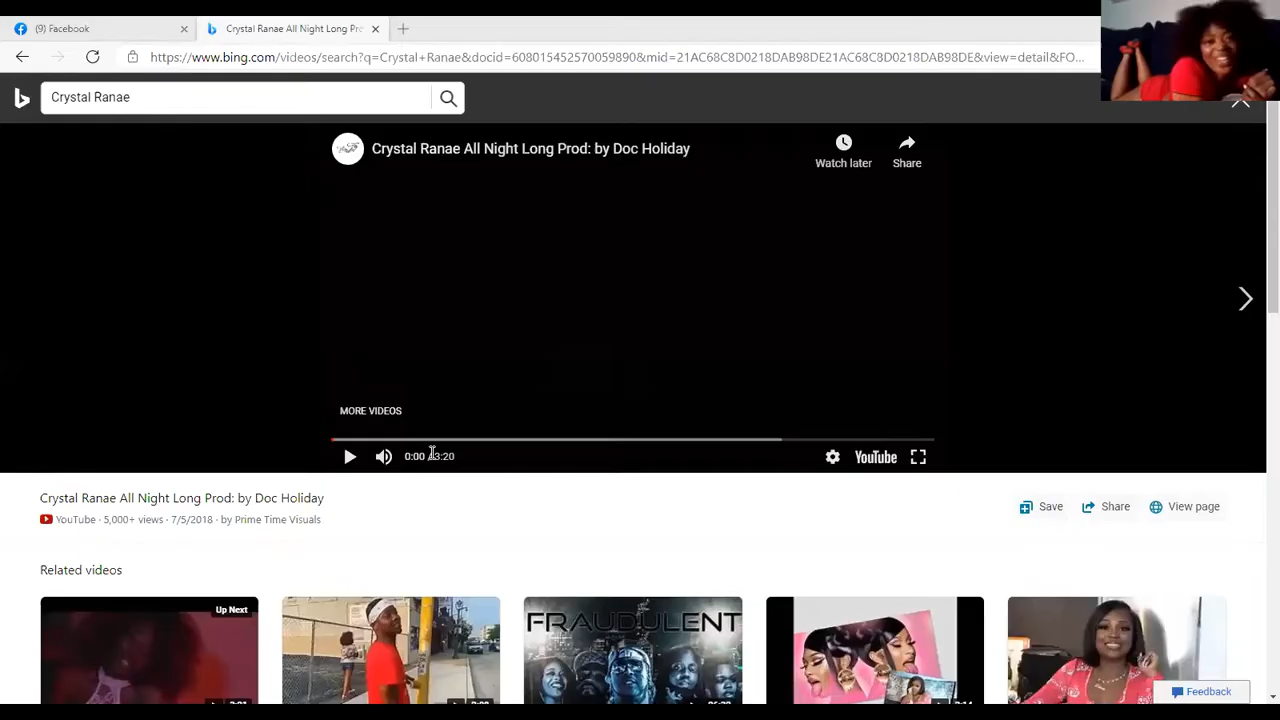 (9) Facebook
Crystal Ranae All Night Long Pr
https://www.bing.com/videos/search?q=Crystal+Ranae&docid=608015452570059890&mid=21AC68C8D0218DAB98DE21AC68C8D0218DAB98DE&view=detail&FO...
Crystal Ranae
Crystal Ranae All Night Long Prod: by Doc Holiday
Watch later
Share
MORE VIDEOS
0:00 / 3:20
YouTube
Crystal Ranae All Night Long Prod: by Doc Holiday
YouTube · 5,000+ views · 7/5/2018 · by Prime Time Visuals
Save
Share
View page
Related videos
Up Next
FRAUDULENT
Feedback